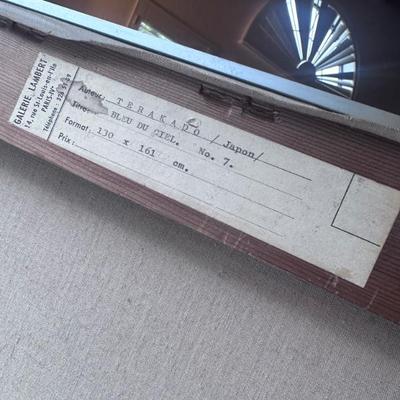 GALERIE LAMBERT
14, rue St-Louis-en-l'Ile
PARIS-IVe
Téléphone :
Auteur: TERAKADO /Japon/
Titre: BLEU DU CIEL. No. 7.
Format: 130 x 161 cm.
Prix: